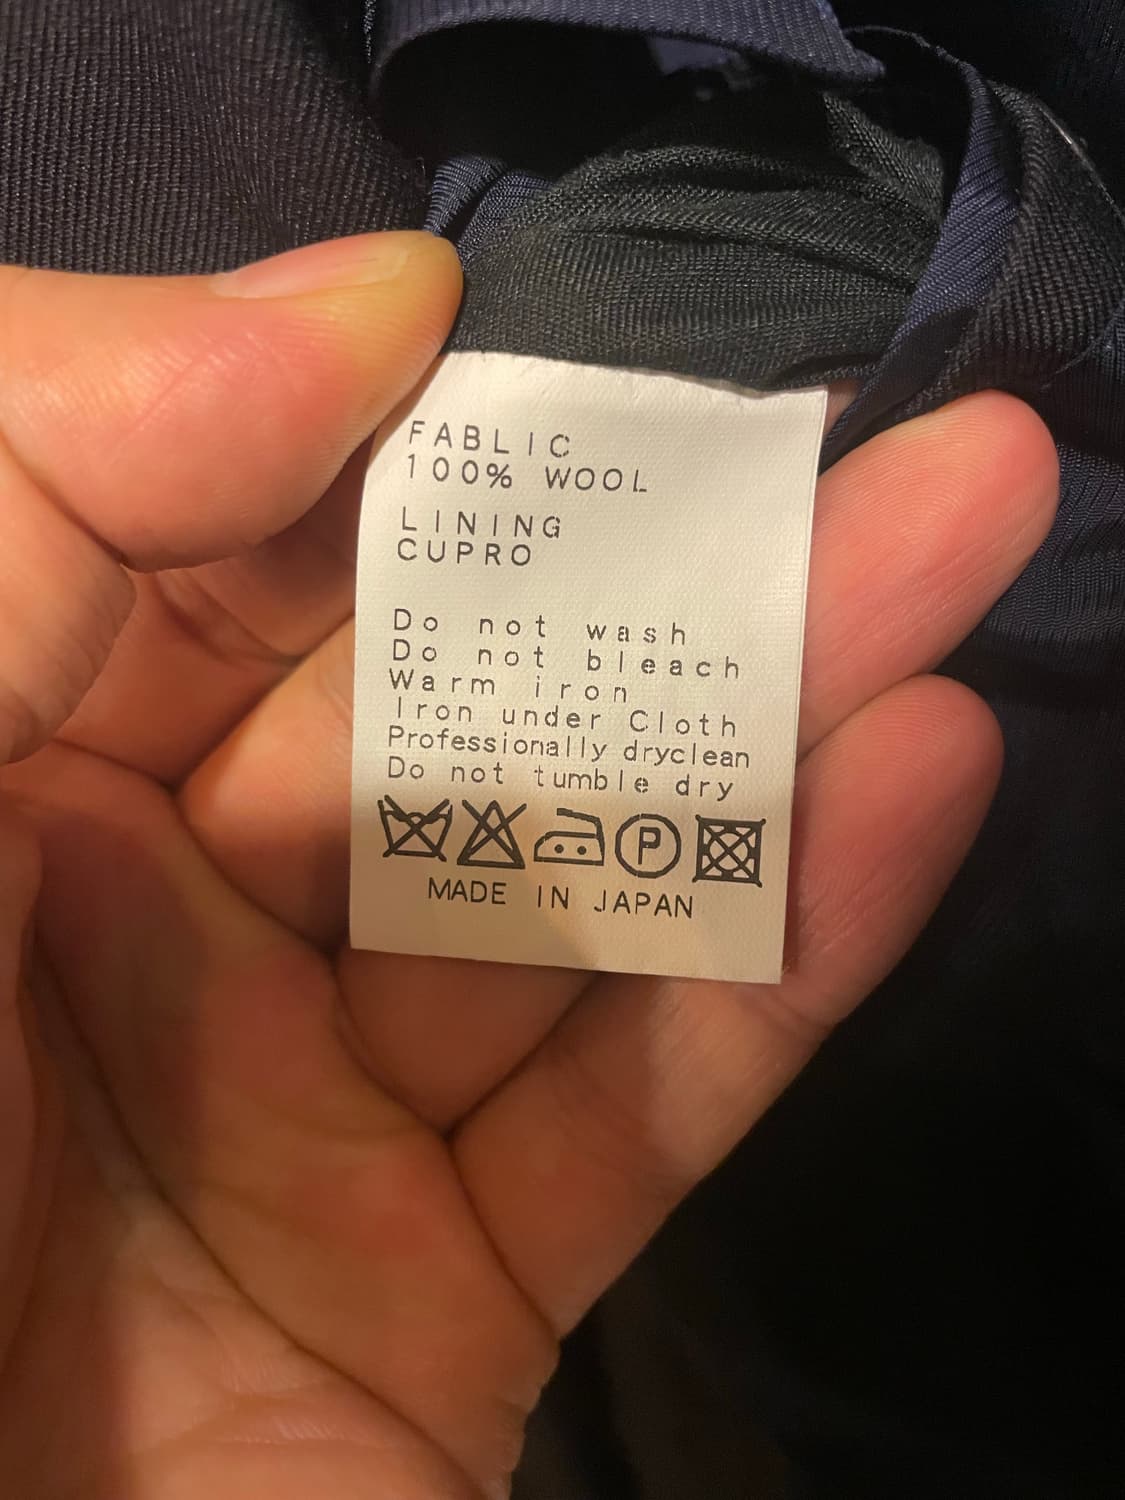 FABLIC
100% WOOL
LINING
CUPRO
Do not wash
Do not bleach
Warm iron
Iron under Cloth
Professionally dryclean
Do not tumble dry
P
MADE IN JAPAN